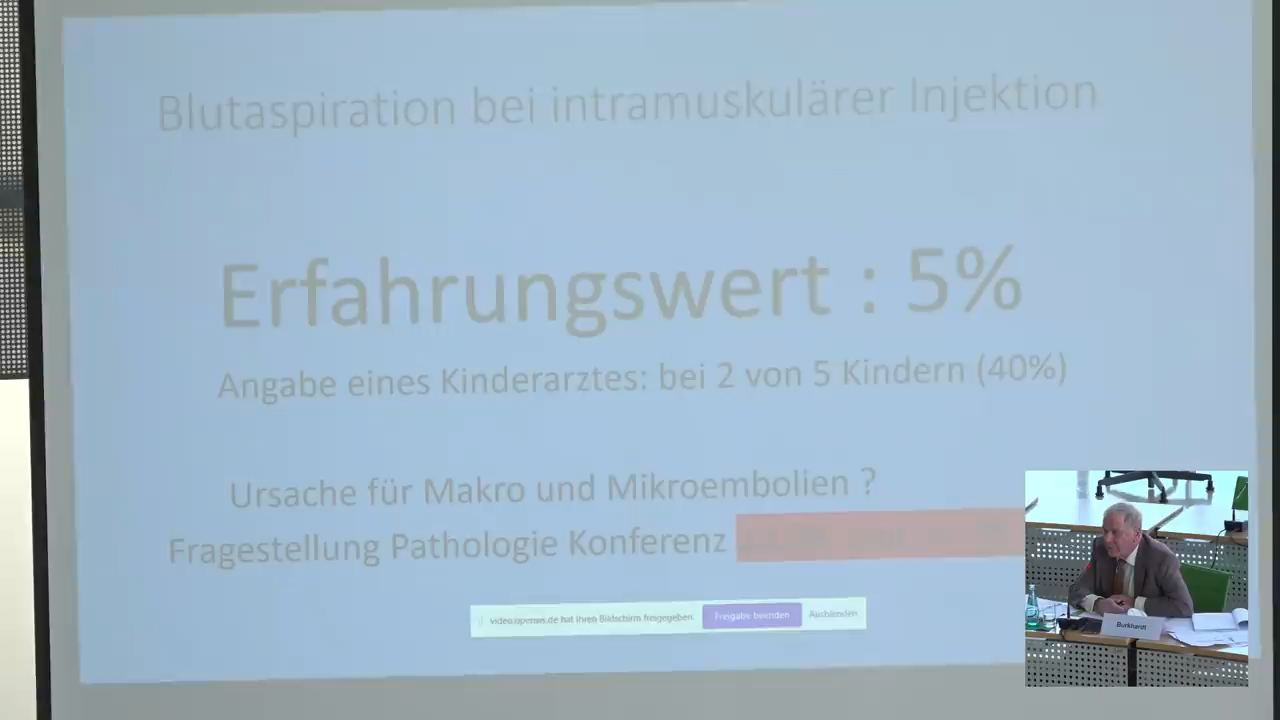 Blutaspiration bei intramuskulärer Injektion
Erfahrungswert : 5%
Angabe eines Kinderarztes: bei 2 von 5 Kindern (40%)
Ursache für Makro und Mikroembolien ?
Fragestellung Pathologie Konferenz
video.openws.de hat Ihren Bildschirm freigegeben. Freigabe beenden Ausblenden
Burkhardt